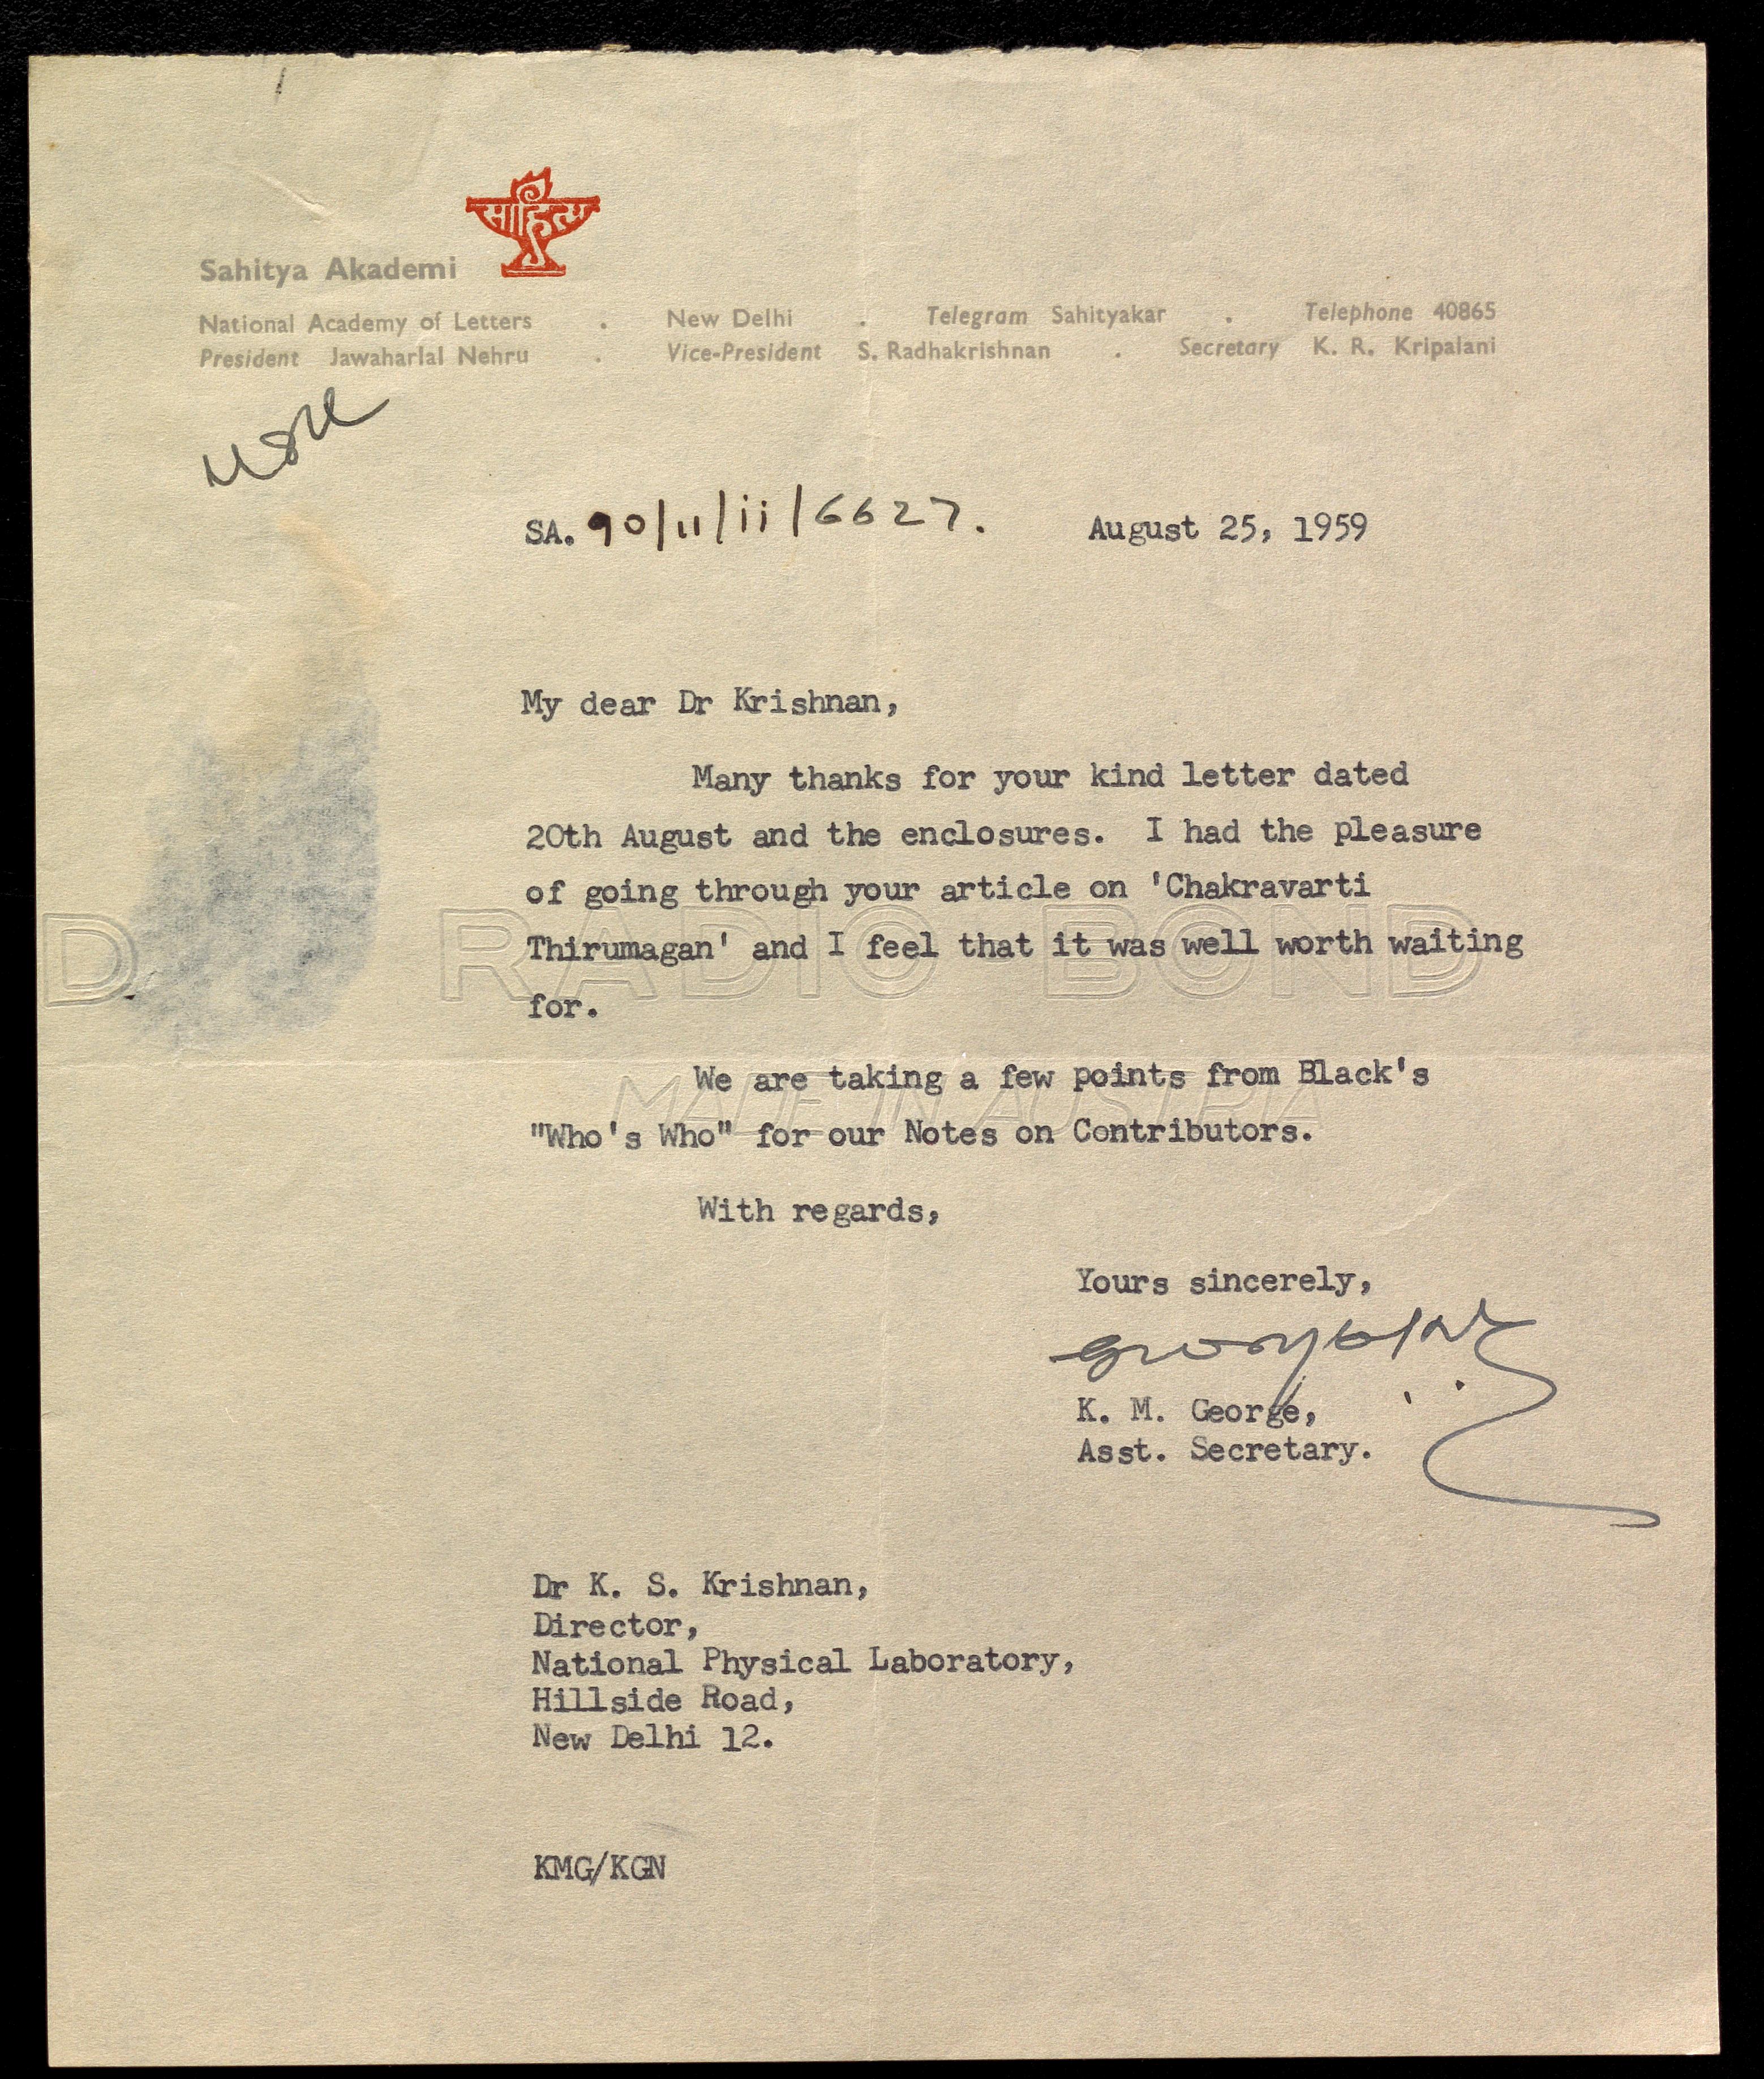 साहित्य
Sahitya Akademi
National Academy of Letters . New Delhi . Telegram Sahityakar . Telephone 40865
President Jawaharlal Nehru . Vice-President S. Radhakrishnan . Secretary K. R. Kripalani
SA. 90/11/ii/6627. August 25, 1959
My dear Dr Krishnan,
Many thanks for your kind letter dated
20th August and the enclosures. I had the pleasure
of going through your article on 'Chakravarti
Thirumagan' and I feel that it was well worth waiting
for.
D RADIO BOND
We are taking a few points from Black's
MADE IN AUSTRIA
"Who's Who" for our Notes on Contributors.
With regards,
Yours sincerely,
K. M. George,
Asst. Secretary.
Dr K. S. Krishnan,
Director,
National Physical Laboratory,
Hillside Road,
New Delhi 12.
KMG/KGN